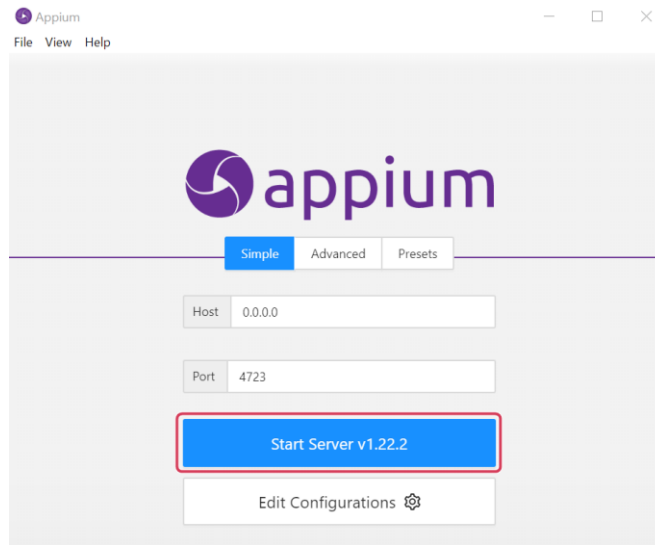 Appium
File View Help
appium
Simple Advanced Presets
Host 0.0.0.0
Port 4723
Start Server v1.22.2
Edit Configurations